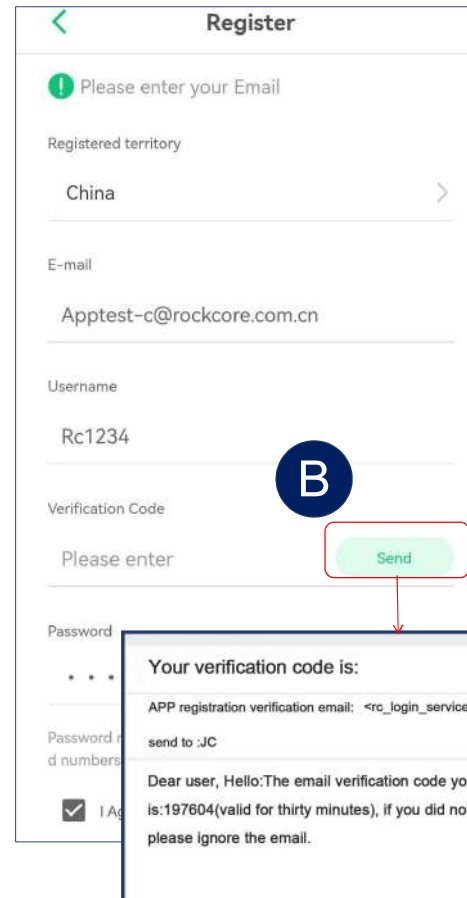 Register
Please enter your Email
Registered territory
China
E-mail
Apptest-c@rockcore.com.cn
Username
Rc1234
B
Verification Code
Please enter
Send
Password
Your verification code is:
APP registration verification email: <rc_login_service
send to :JC
Password
d numbers
Dear user, Hello:The email verification code
is:197604(valid for thirty minutes), if you did
I
please ignore the email.